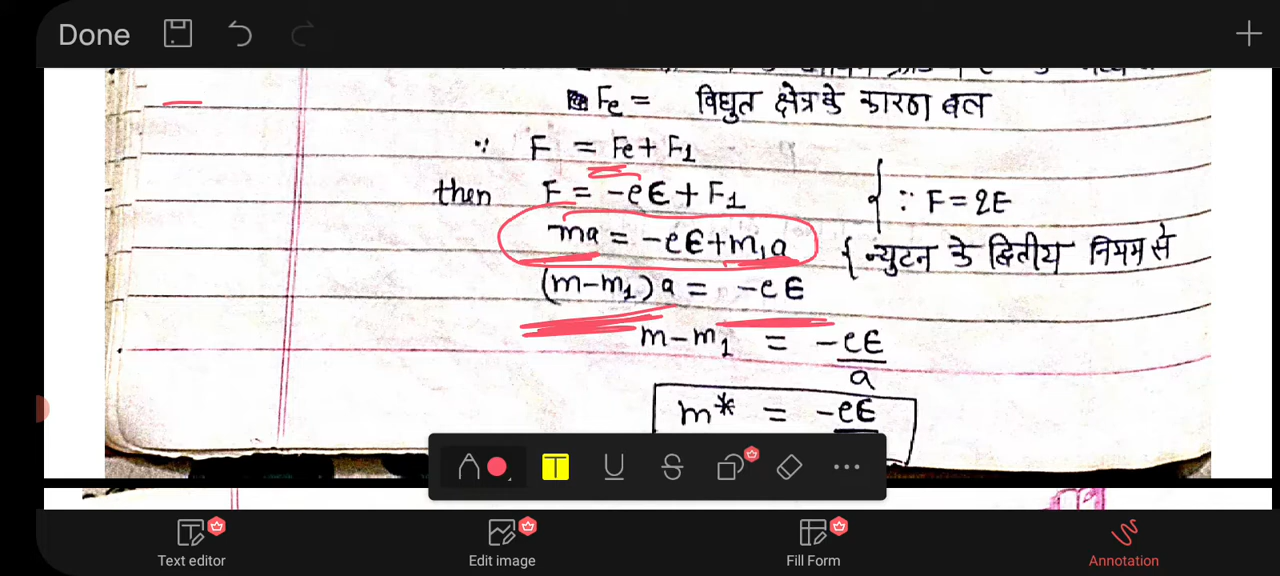 Done
Fe = विद्युत क्षेत्र के कारण बल
∵ F = Fe + F₁
then F = -eE + F₁ { ∵ F = qE
ma = -eE + m₁a { न्युटन के द्वितीय नियम से
(m-m₁)a = -eE
m-m₁ = -eE
a
m* = -eE
T
U
S
Text editor
Edit image
Fill Form
Annotation